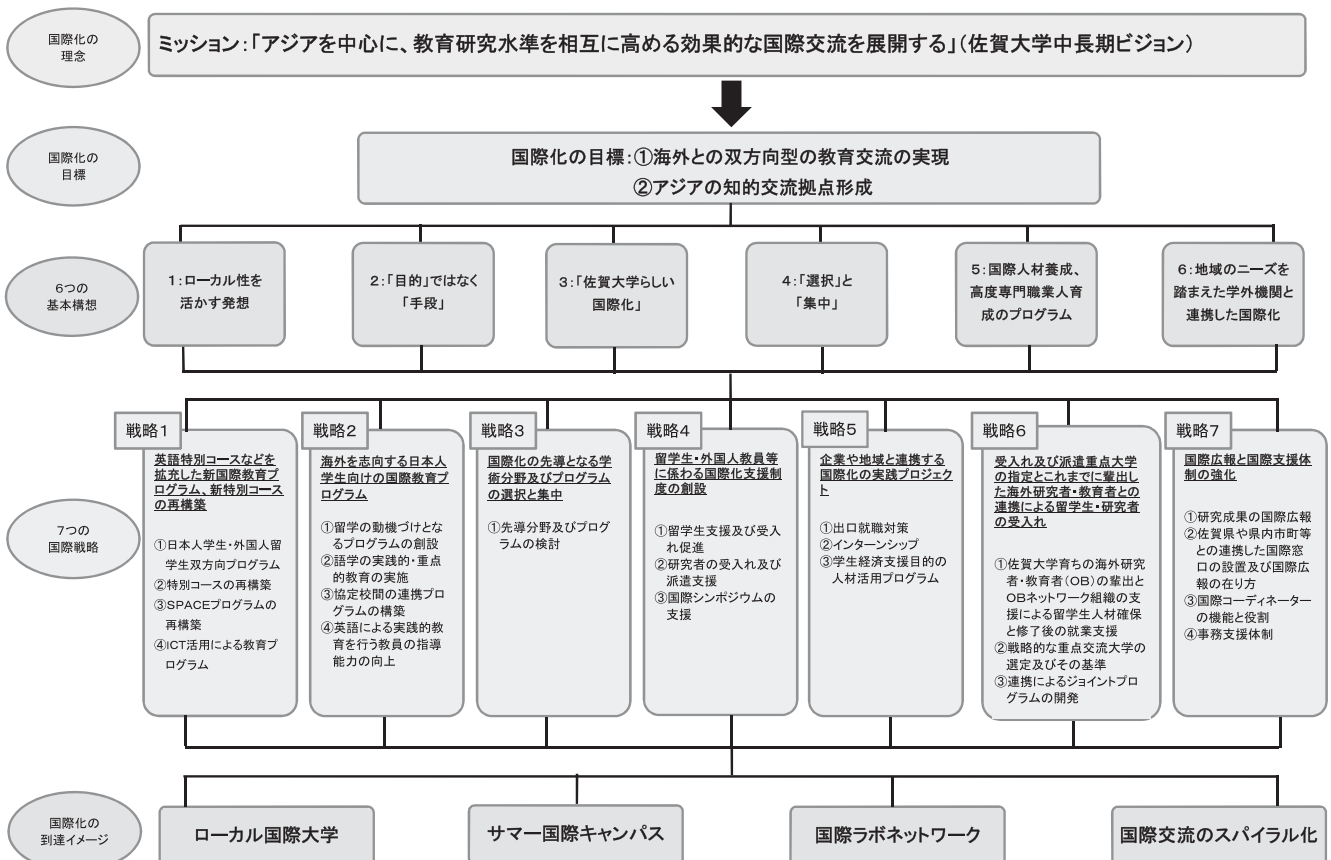 国際化の
理念
ミッション：「アジアを中心に、教育研究水準を相互に高める効果的な国際交流を展開する」（佐賀大学中長期ビジョン）
国際化の
目標
国際化の目標：①海外との双方向型の教育交流の実現
②アジアの知的交流拠点形成
6つの
基本構想
1：ローカル性を
活かす発想
2：「目的」ではなく
「手段」
3：「佐賀大学らしい
国際化」
4：「選択」と
「集中」
5：国際人材養成、
高度専門職業人育
成のプログラム
6：地域のニーズを
踏まえた学外機関と
連携した国際化
7つの
国際戦略
戦略1
英語特別コースなどを
拡充した新国際教育プ
ログラム、新特別コース
の再構築
①日本人学生・外国人留
学生双方向プログラム
②特別コースの再構築
③SPACEプログラムの
再構築
④ICT活用による教育プ
ログラム
戦略2
海外を志向する日本人
学生向けの国際教育プ
ログラム
①留学の動機づけとな
るプログラムの創設
②語学の実践的・重点
的教育の実施
③協定校間の連携プロ
グラムの構築
④英語による実践的教
育を行う教員の指導
能力の向上
戦略3
国際化の先導となる学
術分野及びプログラム
の選択と集中
①先導分野及びプログ
ラムの検討
戦略4
留学生・外国人教員等
に係わる国際化支援制
度の創設
①留学生支援及び受入
れ促進
②研究者の受入れ及び
派遣支援
③国際シンポジウムの
支援
戦略5
企業や地域と連携する
国際化の実践プロジェク
ト
①出口就職対策
②インターンシップ
③学生経済支援目的の
人材活用プログラム
戦略6
受入れ及び派遣重点大学
の指定とこれまでに輩出し
た海外研究者・教育者との
連携による留学生・研究者
の受入れ
①佐賀大学育ちの海外研究
者・教育者（OB）の輩出と
OBネットワーク組織の支
援による留学生人材確保
と修了後の就業支援
②戦略的な重点交流大学の
選定及びその基準
③連携によるジョイントプロ
グラムの開発
戦略7
国際広報と国際支援体
制の強化
①研究成果の国際広報
②佐賀県や県内市町等
との連携した国際窓
口の設置及び国際広
報の在り方
③国際コーディネーター
の機能と役割
④事務支援体制
国際化の
到達イメージ
ローカル国際大学
サマー国際キャンパス
国際ラボネットワーク
国際交流のスパイラル化